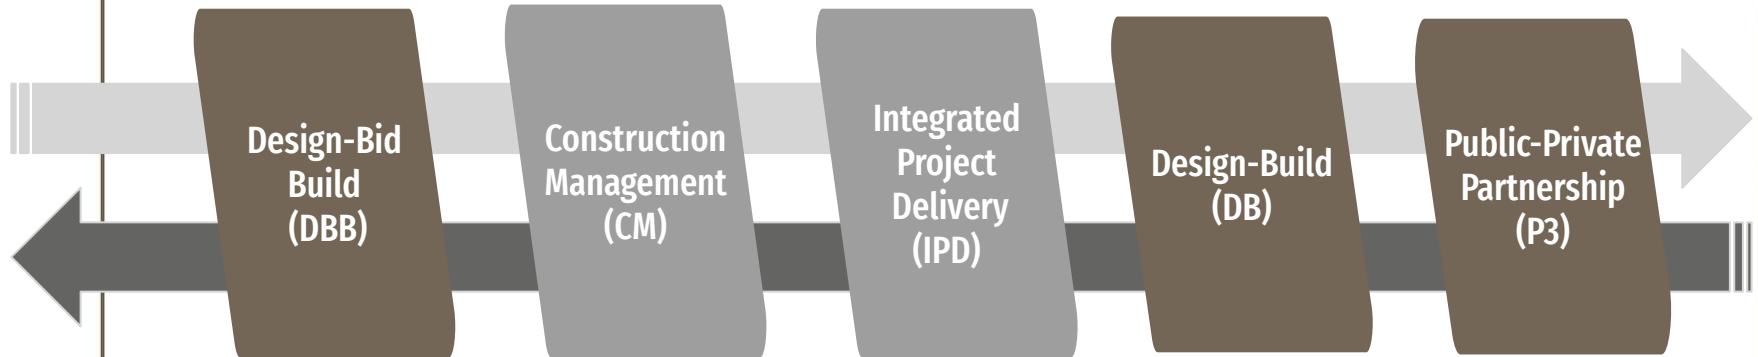 Design-Bid
Build
(DBB)
Construction
Management
(CM)
Integrated
Project
Delivery
(IPD)
Design-Build
(DB)
Public-Private
Partnership
(P3)